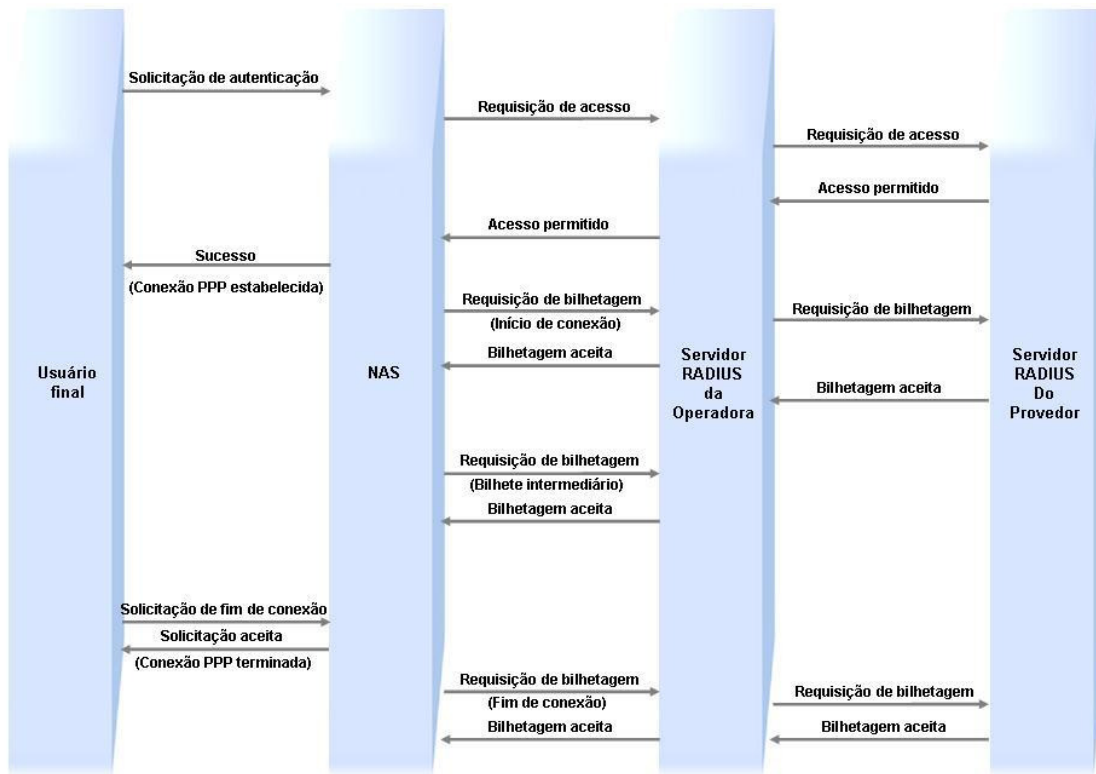 Solicitação de autenticação
Requisição de acesso
Requisição de acesso
Acesso permitido
Acesso permitido
Sucesso
(Conexão PPP estabelecida)
Requisição de bilhetagem
(Início de conexão)
Requisição de bilhetagem
Bilhetagem aceita
Usuário
final
NAS
Servidor
RADIUS
da
Operadora
Servidor
RADIUS
Do
Provedor
Bilhetagem aceita
Requisição de bilhetagem
(Bilhete intermediário)
Bilhetagem aceita
Solicitação de fim de conexão
Solicitação aceita
(Conexão PPP terminada)
Requisição de bilhetagem
(Fim de conexão)
Requisição de bilhetagem
Bilhetagem aceita
Bilhetagem aceita